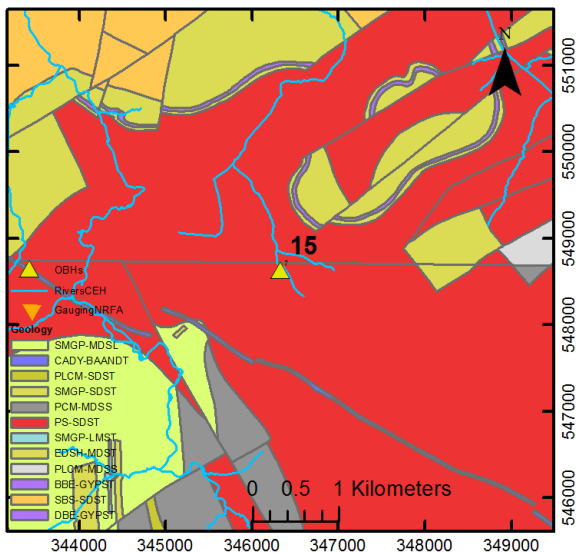 N
551000
550000
549000
548000
547000
546000
15
OBHs
RiversCEH
GaugingNRFA
Geology
SMGP-MDSL
CADY-BAANDT
PLCM-SDST
SMGP-SDST
PCM-MDSS
PS-SDST
SMGP-LMST
EDSH-MDST
PLCM-MDSS
BBE-GYPST
SBS-SDST
DBE-GYPST
0 0.5 1 Kilometers
344000 345000 346000 347000 348000 349000